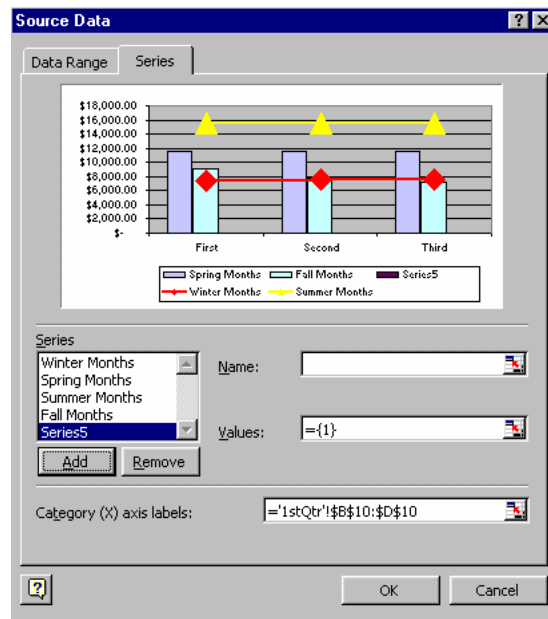 Source Data
Data Range Series
$18,000.00
$16,000.00
$14,000.00
$12,000.00
$10,000.00
$8,000.00
$6,000.00
$4,000.00
$2,000.00
$-
First Second Third
Spring Months Fall Months Series5
Winter Months Summer Months
Series
Winter Months
Spring Months
Summer Months
Fall Months
Series5
Name:
Values: ={1}
Add Remove
Category (X) axis labels: ='1stQtr'!$B$10:$D$10
OK Cancel